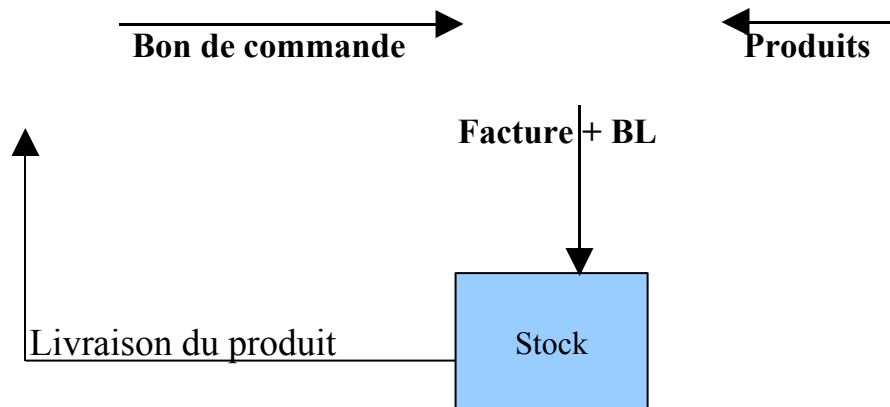 Bon de commande
Produits
Facture + BL
Livraison du produit
Stock